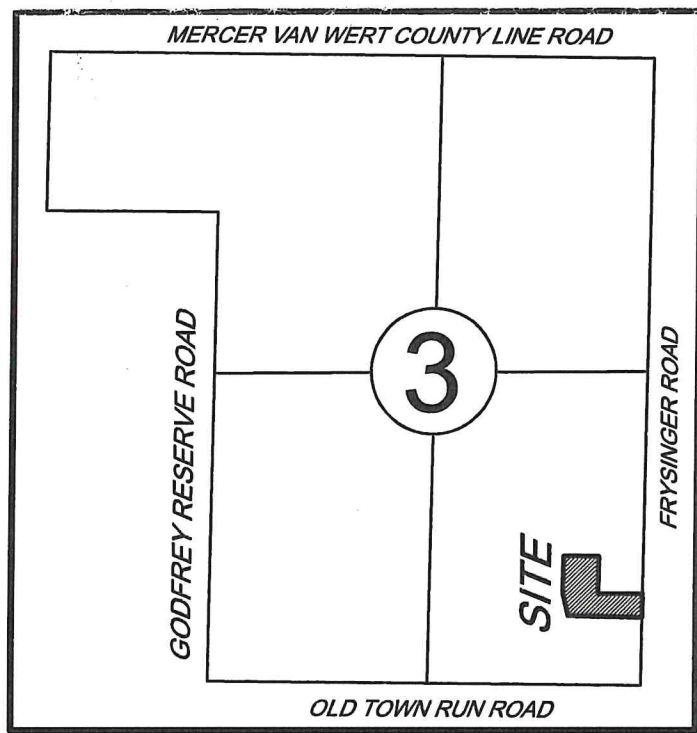 MERCER VAN WERT COUNTY LINE ROAD
GODFREY RESERVE ROAD
3
FRYSINGER ROAD
SITE
OLD TOWN RUN ROAD